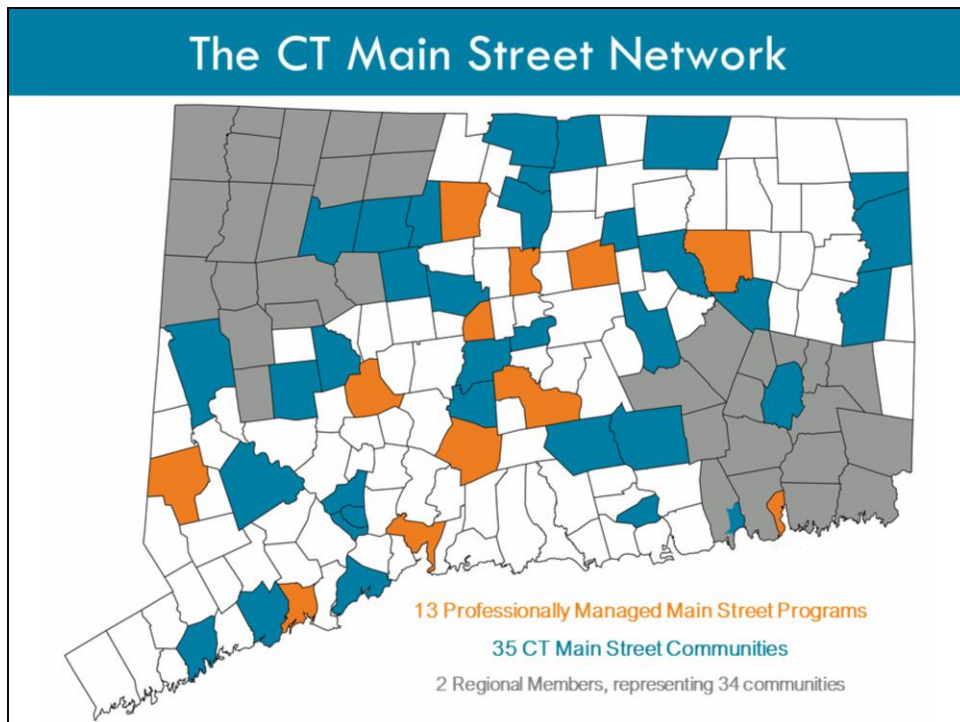 The CT Main Street Network
13 Professionally Managed Main Street Programs
35 CT Main Street Communities
2 Regional Members, representing 34 communities